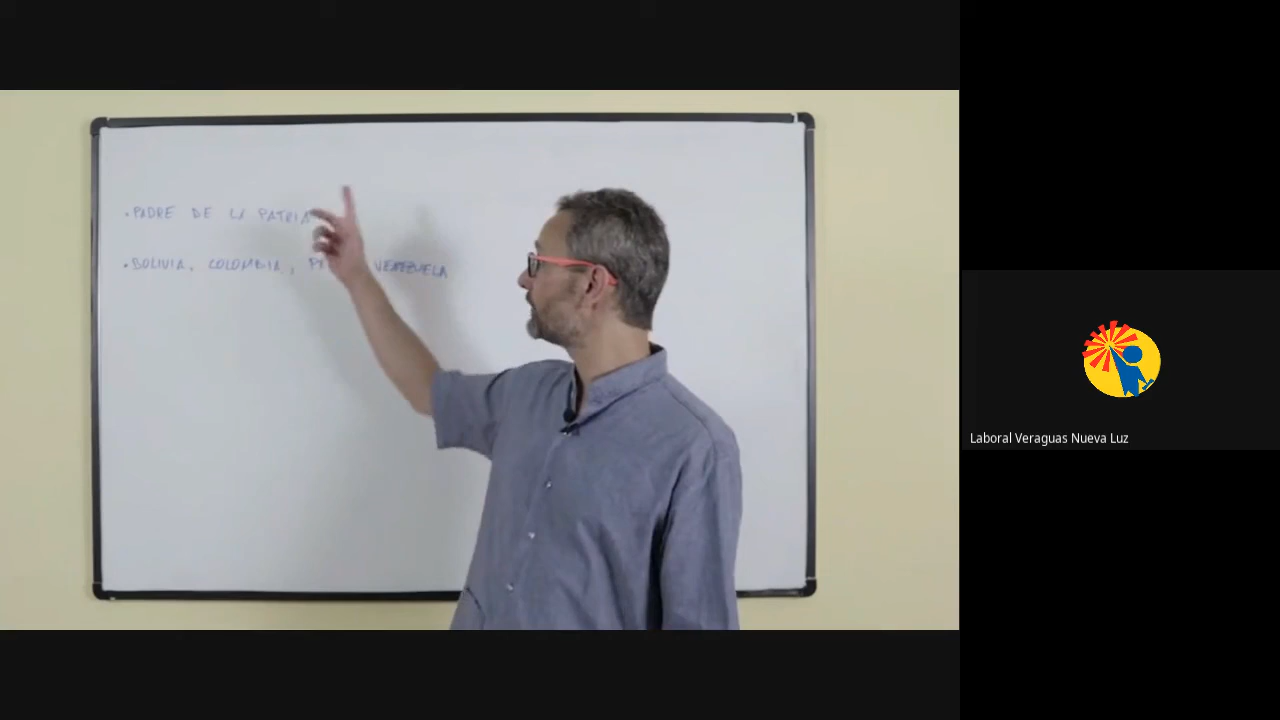 • PADRE DE LA PATRIA
• BOLIVIA, COLOMBIA, VENEZUELA
Laboral Veraguas Nueva Luz